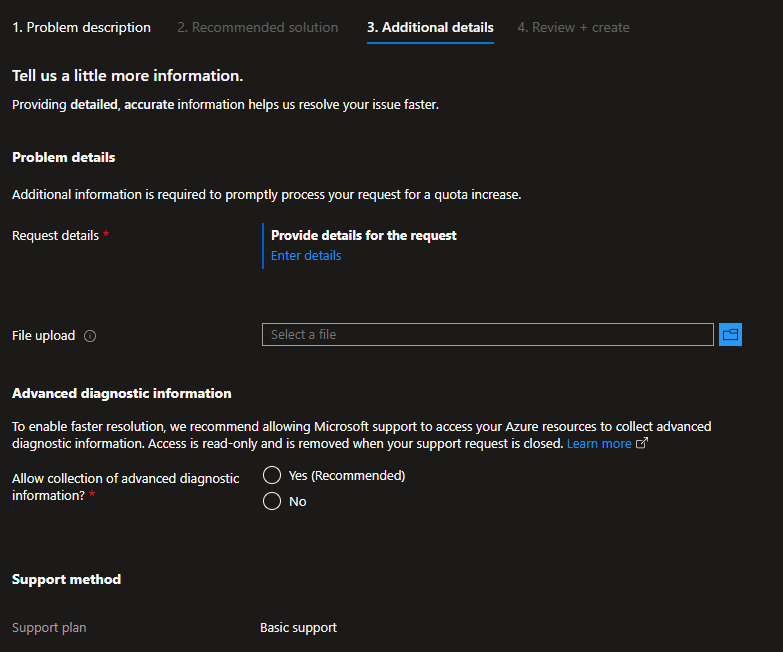 1. Problem description 2. Recommended solution 3. Additional details 4. Review + create
Tell us a little more information.
Providing detailed, accurate information helps us resolve your issue faster.
Problem details
Additional information is required to promptly process your request for a quota increase.
Request details * Provide details for the request
Enter details
File upload Select a file
Advanced diagnostic information
To enable faster resolution, we recommend allowing Microsoft support to access your Azure resources to collect advanced
diagnostic information. Access is read-only and is removed when your support request is closed. Learn more
Allow collection of advanced diagnostic
information? *
Yes (Recommended)
No
Support method
Support plan Basic support